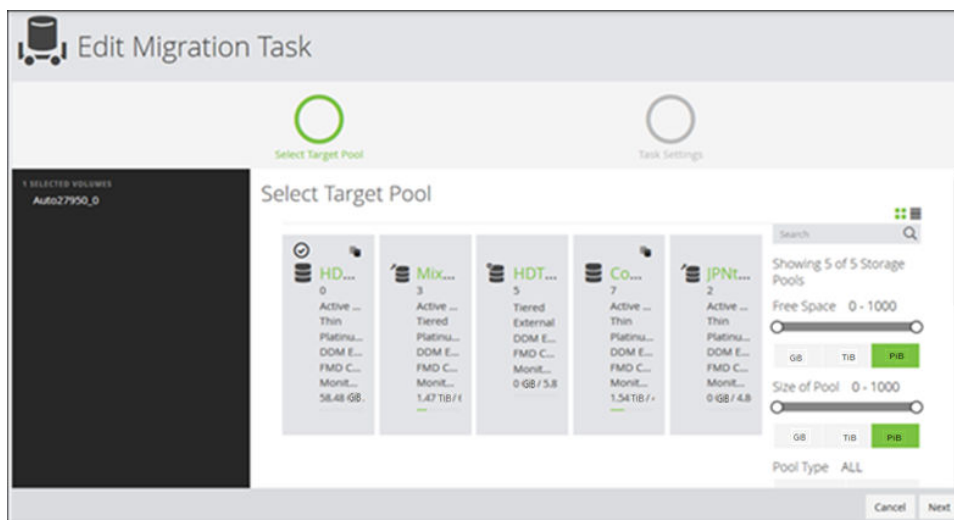 Edit Migration Task
Select Target Pool
Task Settings
1 SELECTED VOLUMES
Auto27950_0
Select Target Pool
HD...
0
Active ...
Thin
Platinu...
DDM E...
FMD C...
Monit...
58.48 GB.
Mix...
3
Active ...
Tiered
Platinu...
DDM E...
FMD C...
Monit...
1.47 TiB /
HDT...
5
Tiered
External
DDM E...
FMD C...
Monit...
0 GB / 5.8
Co...
7
Active ...
Thin
Platinu...
DDM E...
FMD C...
Monit...
1.54 TiB /
JPNt...
2
Active ...
Thin
Platinu...
DDM E...
FMD C...
Monit...
0 GB / 4.8
Search
Showing 5 of 5 Storage
Pools
Free Space 0 - 1000
GB TiB PiB
Size of Pool 0 - 1000
GB TiB PiB
Pool Type ALL
Cancel Next